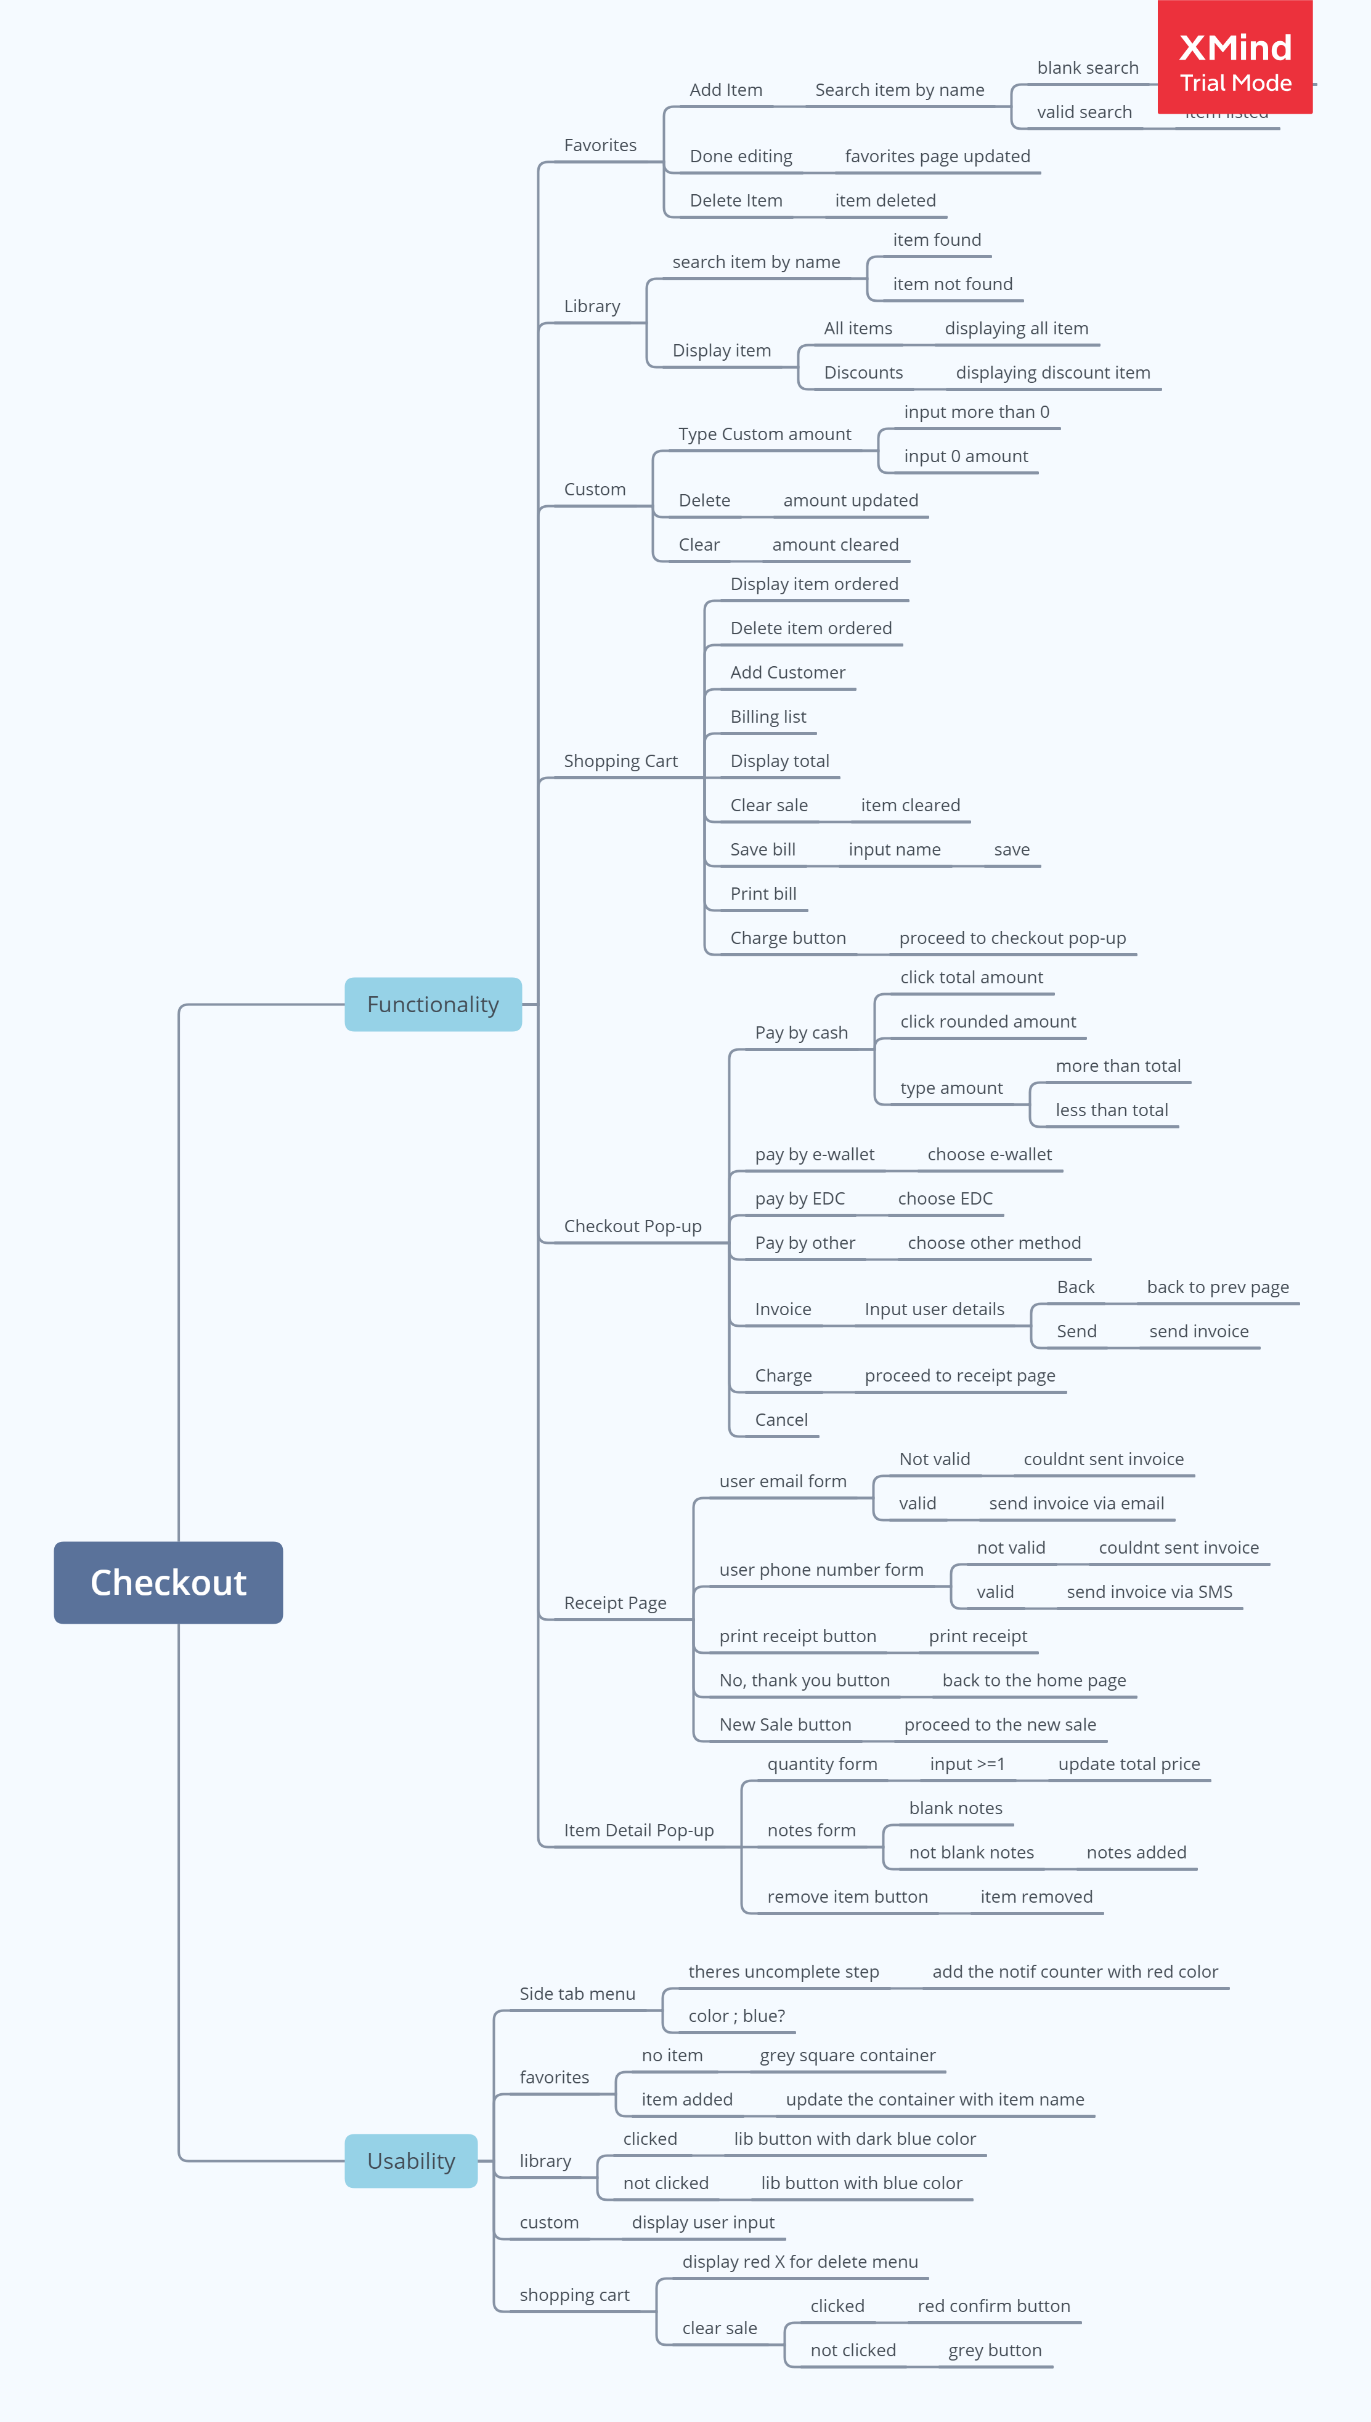 XMind
Trial Mode
blank search
Add Item
Search item by name
valid search
item listed
Favorites
Done editing
favorites page updated
Delete Item
item deleted
item found
search item by name
item not found
Library
All items
displaying all item
Display item
Discounts
displaying discount item
input more than 0
Type Custom amount
input 0 amount
Custom
Delete
amount updated
Clear
amount cleared
Display item ordered
Delete item ordered
Add Customer
Billing list
Shopping Cart
Display total
Clear sale
item cleared
Save bill
input name
save
Print bill
Charge button
proceed to checkout pop-up
Functionality
click total amount
Pay by cash
click rounded amount
more than total
type amount
less than total
pay by e-wallet
choose e-wallet
pay by EDC
choose EDC
Checkout Pop-up
Pay by other
choose other method
Back
back to prev page
Invoice
Input user details
Send
send invoice
Charge
proceed to receipt page
Cancel
Not valid
couldnt sent invoice
user email form
valid
send invoice via email
not valid
couldnt sent invoice
user phone number form
valid
send invoice via SMS
Checkout
Receipt Page
print receipt button
print receipt
No, thank you button
back to the home page
New Sale button
proceed to the new sale
quantity form
input >=1
update total price
blank notes
Item Detail Pop-up
notes form
not blank notes
notes added
remove item button
item removed
theres uncomplete step
add the notif counter with red color
Side tab menu
color ; blue?
no item
grey square container
favorites
item added
update the container with item name
clicked
lib button with dark blue color
Usability
library
not clicked
lib button with blue color
custom
display user input
display red X for delete menu
shopping cart
clicked
red confirm button
clear sale
not clicked
grey button